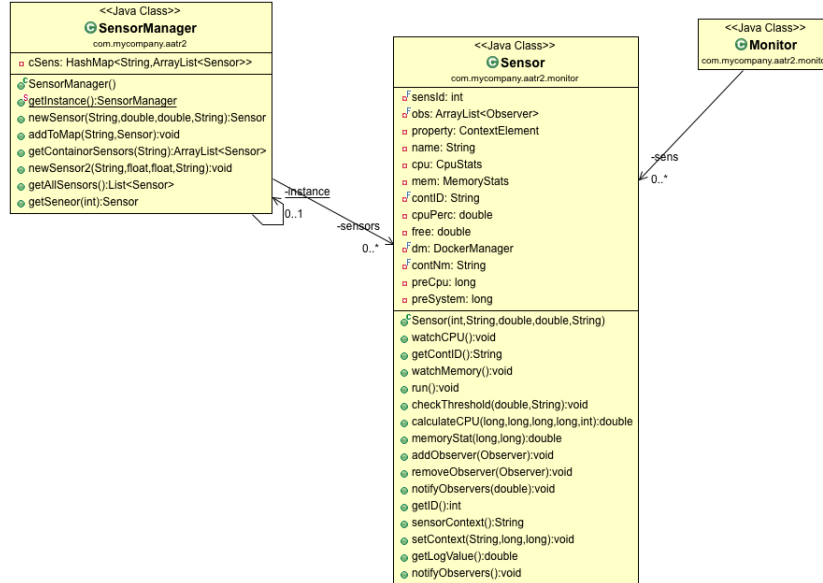 <<Java Class>>
SensorManager
com.mycompany.aatr2
cSens: HashMap<String,ArrayList<Sensor>>
SensorManager()
getInstance():SensorManager
newSensor(String,double,double,String):Sensor
addToMap(String,Sensor):void
getContainorSensors(String):ArrayList<Sensor>
newSensor2(String,float,float,String):void
getAllSensors():List<Sensor>
getSeneor(int):Sensor
-instance
0..1
-sensors
0..*
<<Java Class>>
Sensor
com.mycompany.aatr2.monitor
sensId: int
obs: ArrayList<Observer>
property: ContextElement
name: String
cpu: CpuStats
mem: MemoryStats
contID: String
cpuPerc: double
free: double
dm: DockerManager
contNm: String
preCpu: long
preSystem: long
Sensor(int,String,double,double,String)
watchCPU():void
getContID():String
watchMemory():void
run():void
checkThreshold(double,String):void
calculateCPU(long,long,long,long,int):double
memoryStat(long,long):double
addObserver(Observer):void
removeObserver(Observer):void
notifyObservers(double):void
getID():int
sensorContext():String
setContext(String,long,long):void
getLogValue():double
notifyObservers():void
<<Java Class>>
Monitor
com.mycompany.aatr2.monitor
-sens
0..*